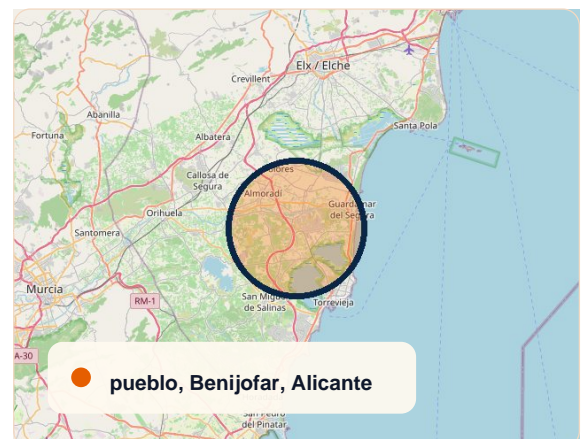 Elx / Elche
Crevillent
Abanilla
Fortuna
Albatera
Santa Pola
Dolores
Callosa de
Segura
Almoradí
Guardamar
del Segura
Orihuela
Santomera
Murcia
RM-1
San Miguel
de Salinas
Torrevieja
A-30
pueblo, Benijofar, Alicante
San Pedro
del Pinatar